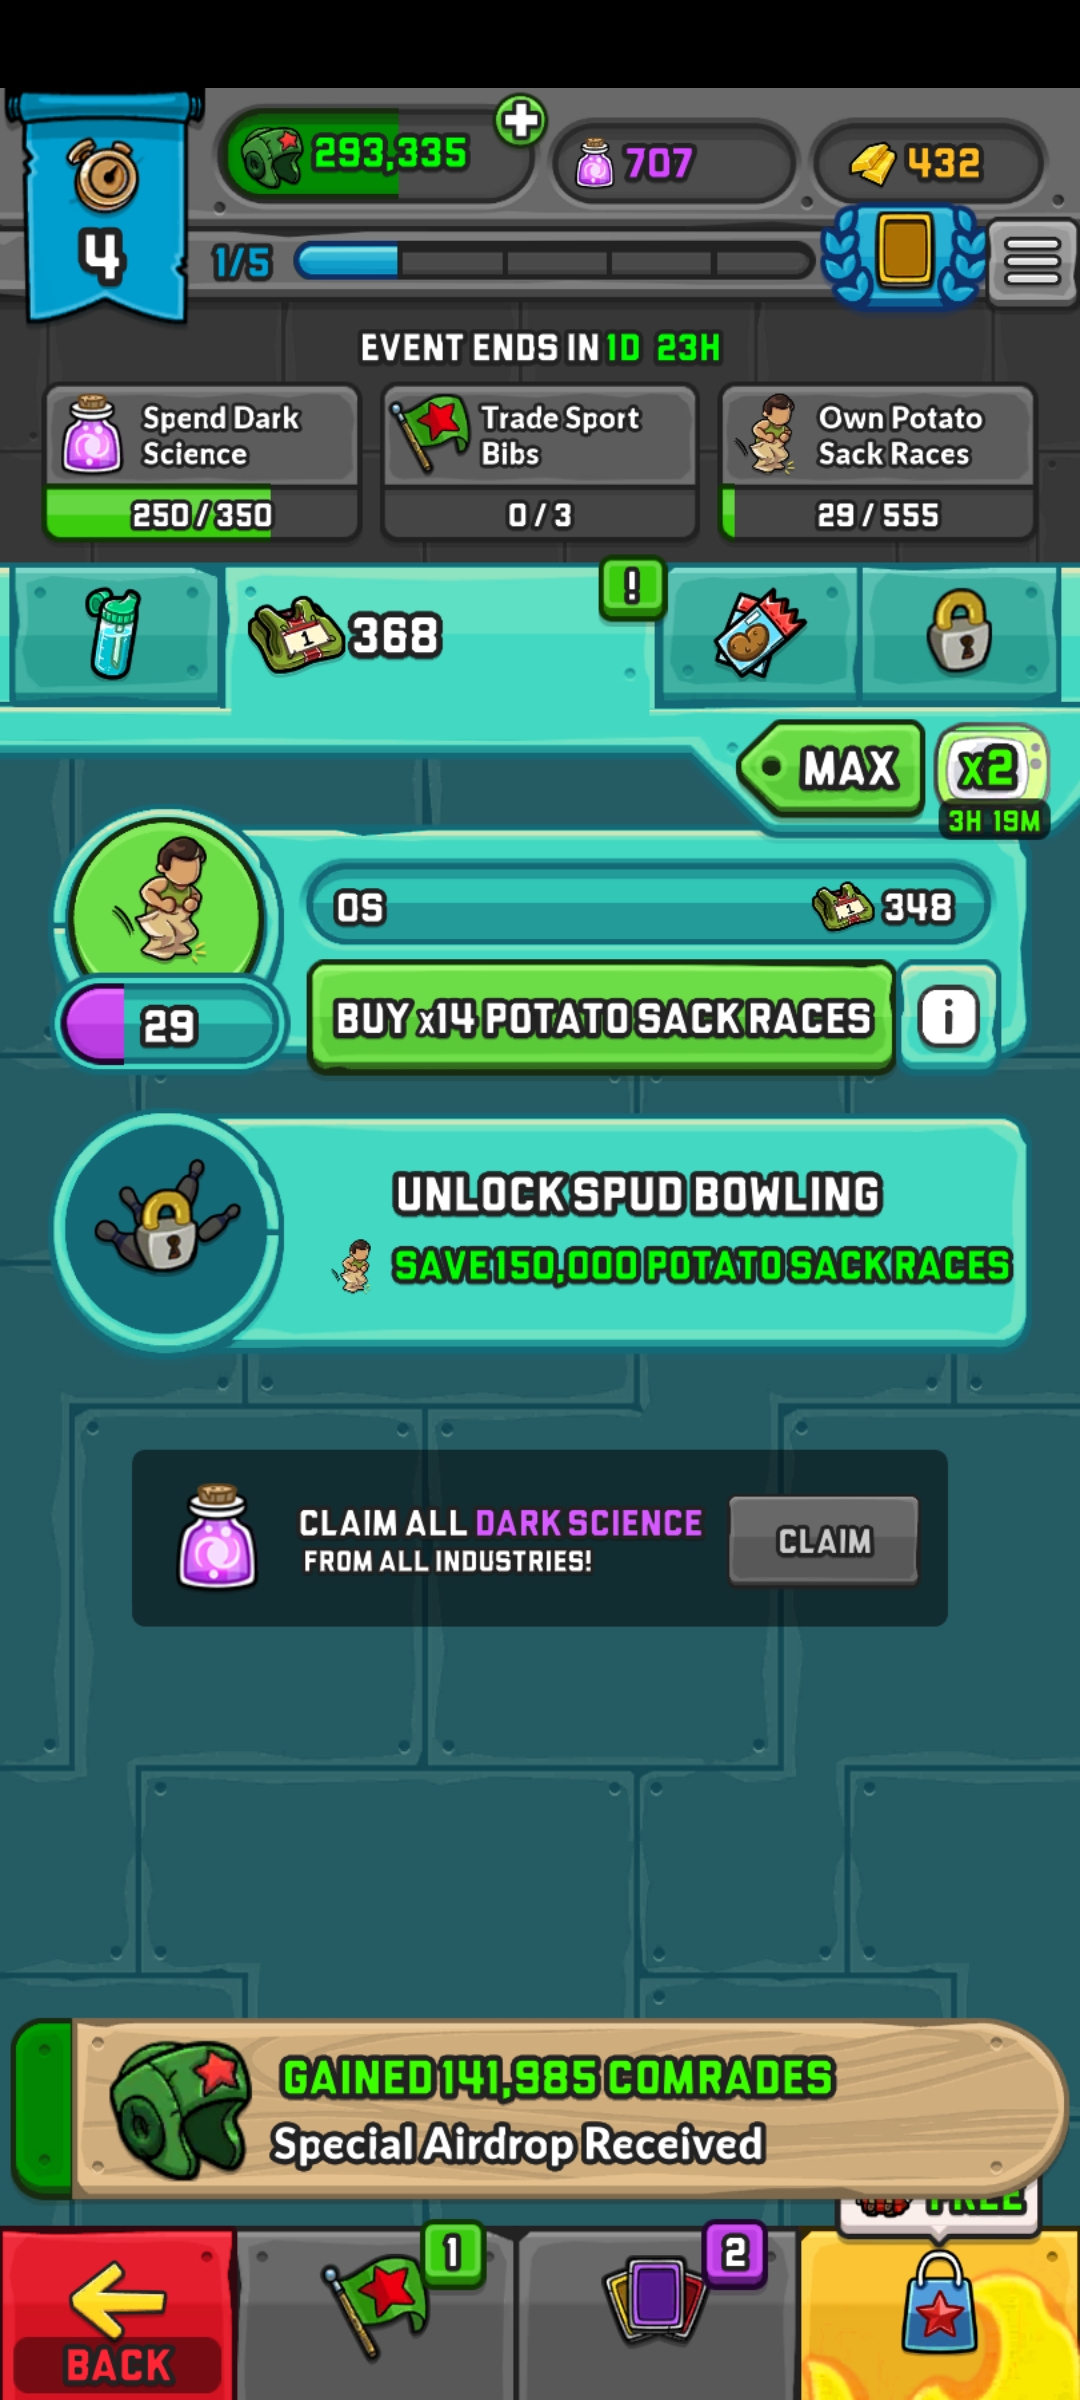 293,335
707
432
4
1/5
EVENT ENDS IN 1D 23H
Spend Dark
Science
250/350
Trade Sport
Bibs
0/3
Own Potato
Sack Races
29/555
1
368
!
MAX
x2
3H 19M
0S
1
348
29
BUY x14 POTATO SACK RACES
i
UNLOCK SPUD BOWLING
SAVE 150,000 POTATO SACK RACES
CLAIM ALL DARK SCIENCE
FROM ALL INDUSTRIES!
CLAIM
GAINED 141,985 COMRADES
Special Airdrop Received
FREE
1
2
BACK